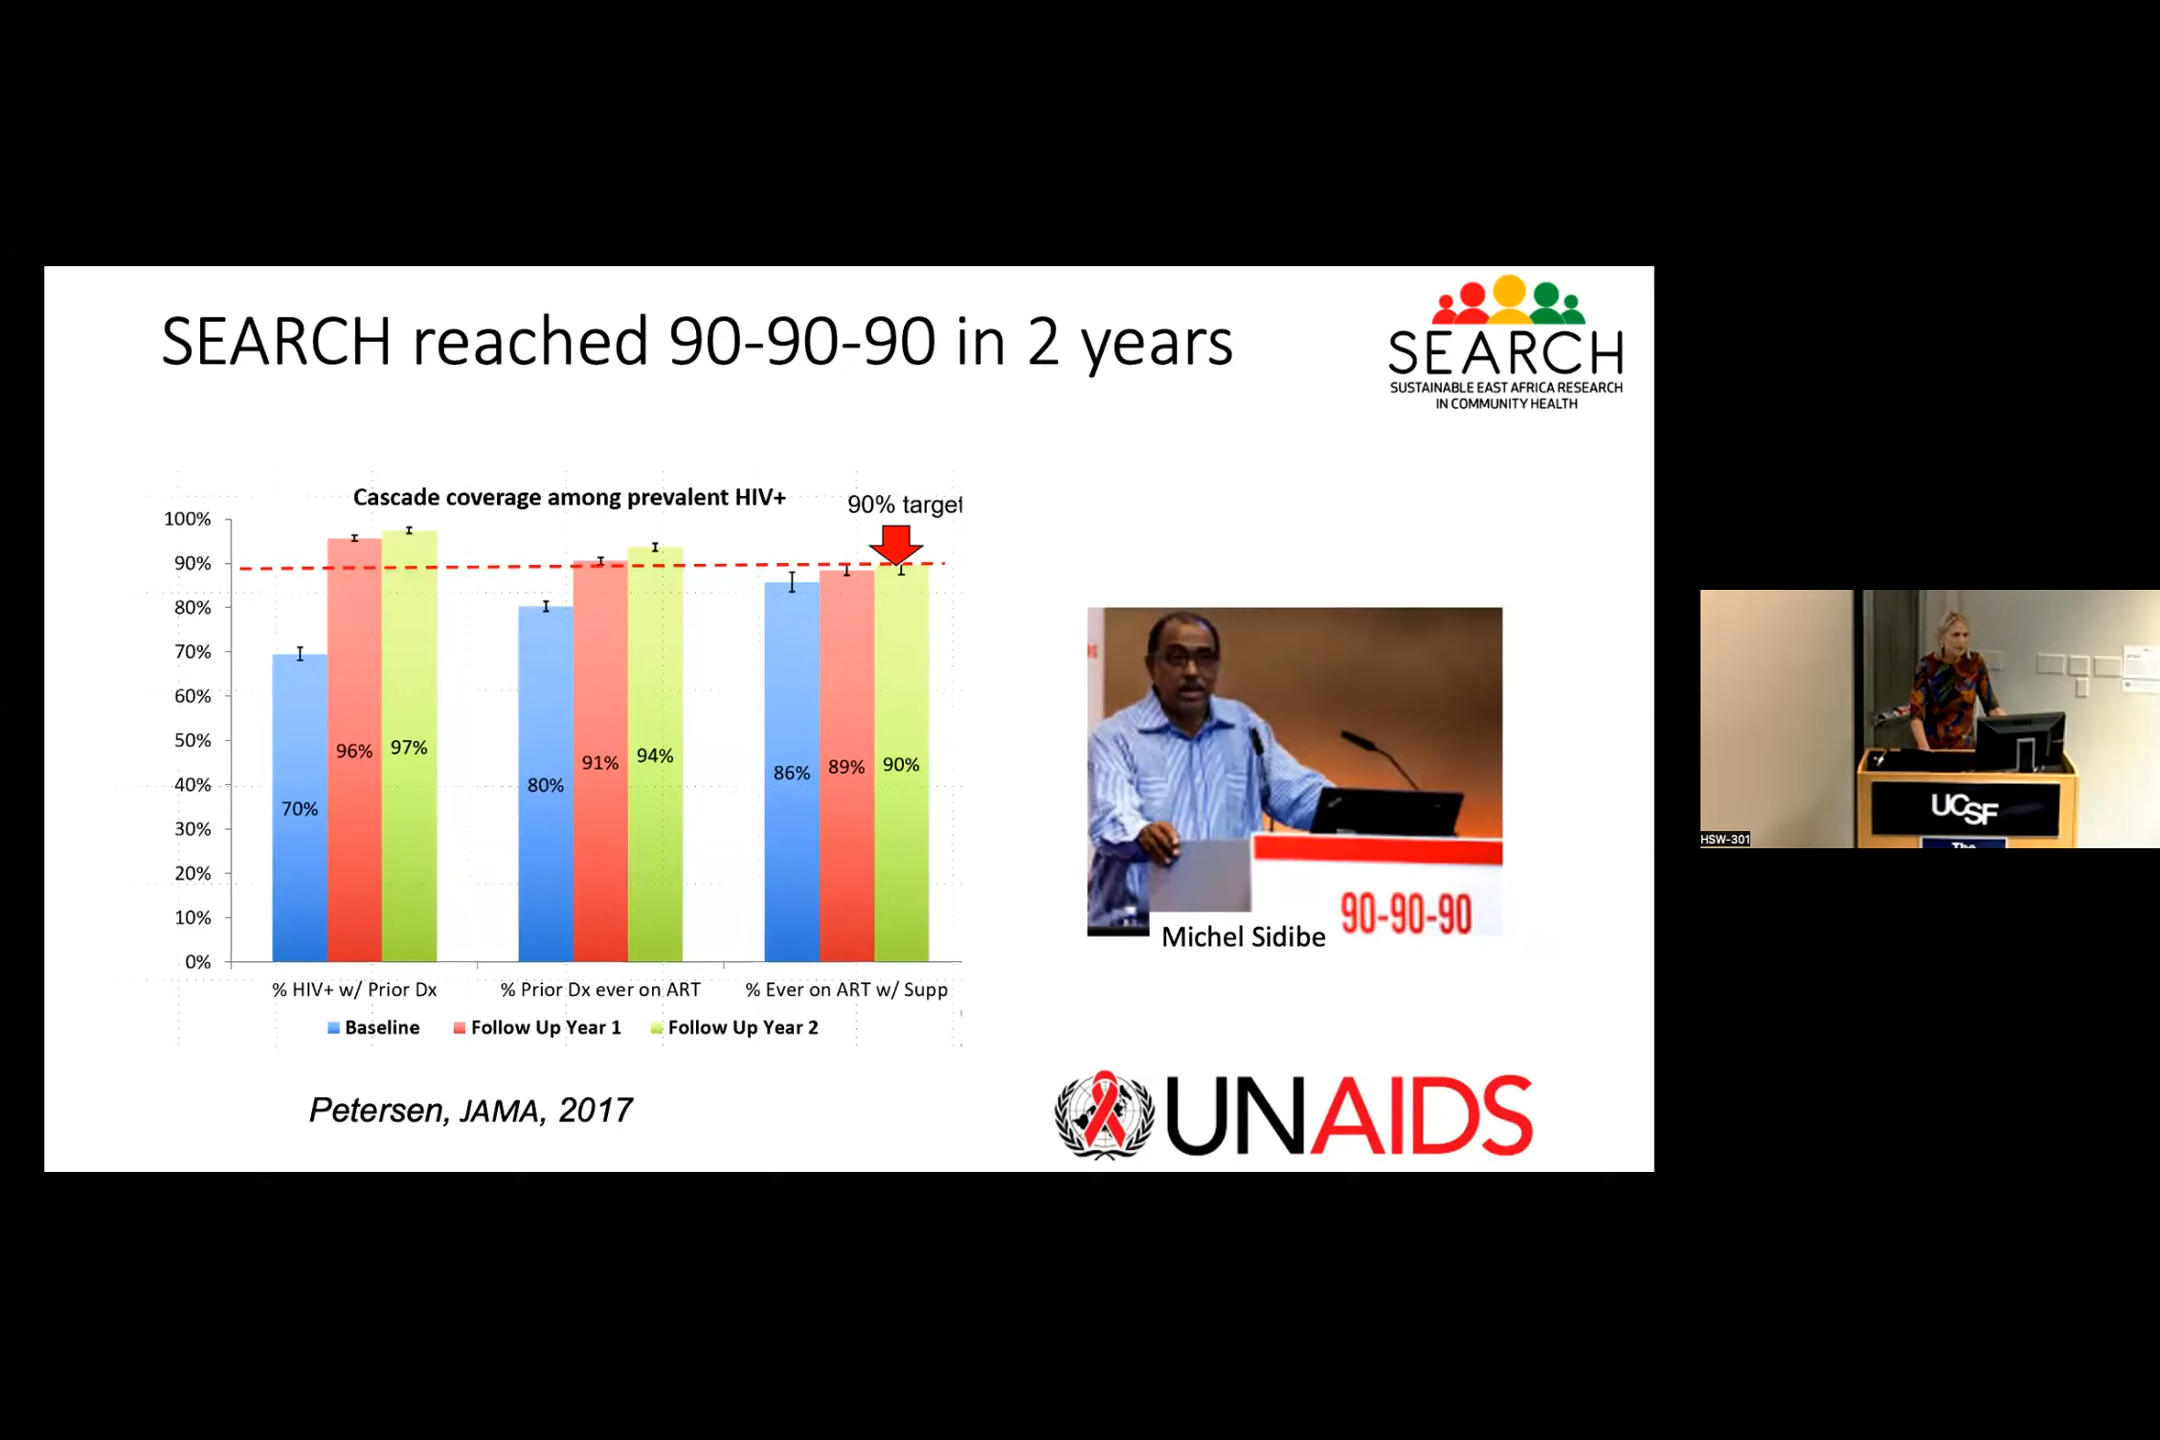 SEARCH reached 90-90-90 in 2 years
SEARCH
SUSTAINABLE EAST AFRICA RESEARCH
IN COMMUNITY HEALTH
Cascade coverage among prevalent HIV+
90% target
100%
90%
80%
70%
60%
50%
40%
30%
20%
10%
0%
70%
96%
97%
80%
91%
94%
86%
89%
90%
% HIV+ w/ Prior Dx
% Prior Dx ever on ART
% Ever on ART w/ Supp
Baseline
Follow Up Year 1
Follow Up Year 2
Petersen, JAMA, 2017
90-90-90
Michel Sidibe
UNAIDS
UCSF
The
HSW-301